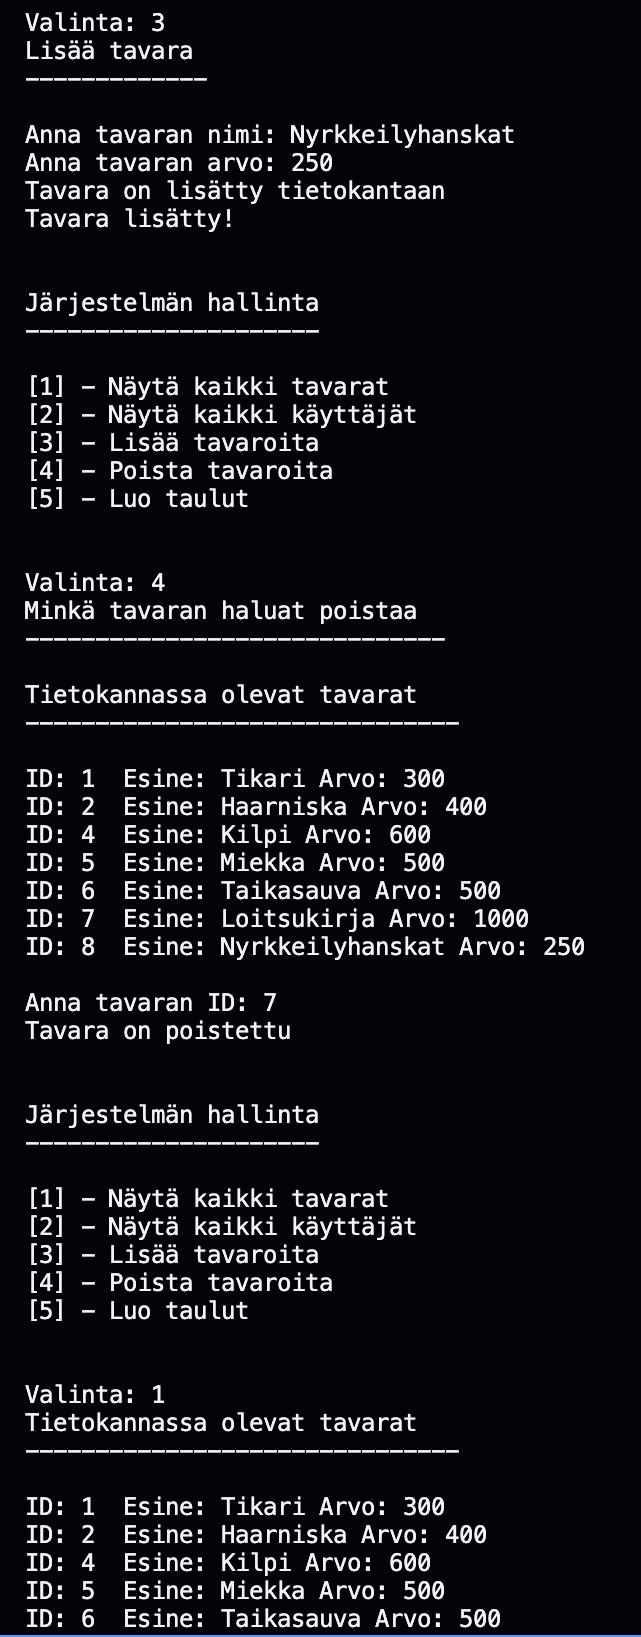 Valinta: 3
Lisää tavara
-------------
Anna tavaran nimi: Nyrkkeilyhanskat
Anna tavaran arvo: 250
Tavara on lisätty tietokantaan
Tavara lisätty!
Järjestelmän hallinta
---------------------
[1] - Näytä kaikki tavarat
[2] - Näytä kaikki käyttäjät
[3] - Lisää tavaroita
[4] - Poista tavaroita
[5] - Luo taulut
Valinta: 4
Minkä tavaran haluat poistaa
------------------------------
Tietokannassa olevat tavarat
-------------------------------
ID: 1  Esine: Tikari Arvo: 300
ID: 2  Esine: Haarniska Arvo: 400
ID: 4  Esine: Kilpi Arvo: 600
ID: 5  Esine: Miekka Arvo: 500
ID: 6  Esine: Taikasauva Arvo: 500
ID: 7  Esine: Loitsukirja Arvo: 1000
ID: 8  Esine: Nyrkkeilyhanskat Arvo: 250
Anna tavaran ID: 7
Tavara on poistettu
Järjestelmän hallinta
---------------------
[1] - Näytä kaikki tavarat
[2] - Näytä kaikki käyttäjät
[3] - Lisää tavaroita
[4] - Poista tavaroita
[5] - Luo taulut
Valinta: 1
Tietokannassa olevat tavarat
-------------------------------
ID: 1  Esine: Tikari Arvo: 300
ID: 2  Esine: Haarniska Arvo: 400
ID: 4  Esine: Kilpi Arvo: 600
ID: 5  Esine: Miekka Arvo: 500
ID: 6  Esine: Taikasauva Arvo: 500